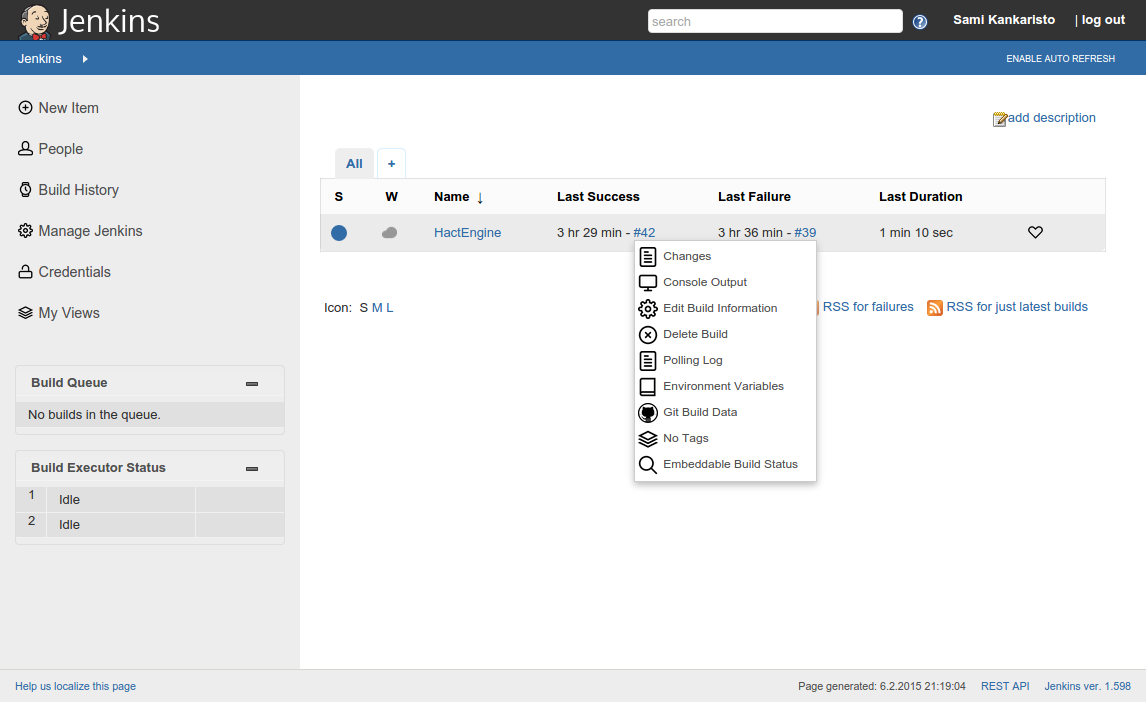 Jenkins
search
?
Sami Kankaristo | log out
Jenkins
ENABLE AUTO REFRESH
New Item
People
Build History
Manage Jenkins
Credentials
My Views
Build Queue
No builds in the queue.
Build Executor Status
1 Idle
2 Idle
add description
All +
S W Name ↓ Last Success Last Failure Last Duration
HactEngine 3 hr 29 min - #42 3 hr 36 min - #39 1 min 10 sec
Changes
Console Output
Edit Build Information
Delete Build
Polling Log
Environment Variables
Git Build Data
No Tags
Embeddable Build Status
Icon: S M L
RSS for failures RSS for just latest builds
Help us localize this page
Page generated: 6.2.2015 21:19:04 REST API Jenkins ver. 1.598